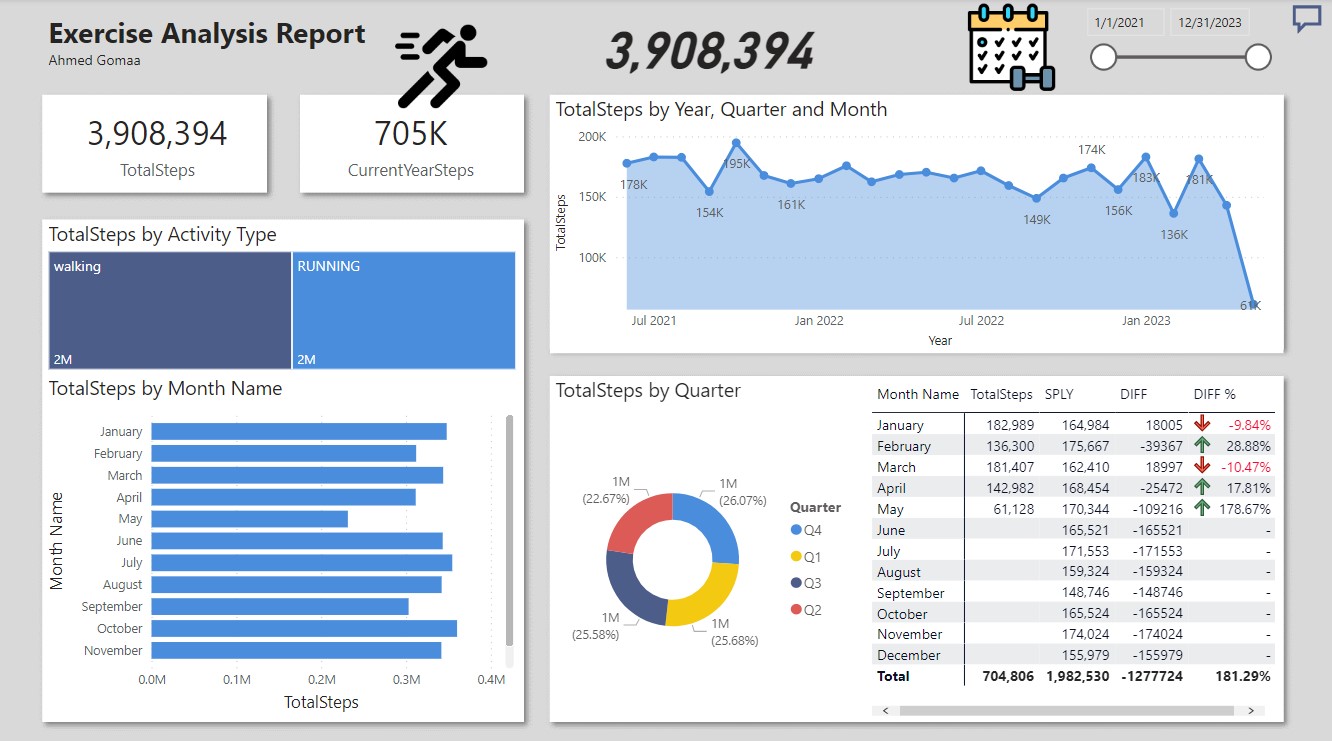 Exercise Analysis Report
Ahmed Gomaa
3,908,394
1/1/2021 12/31/2023
3,908,394
TotalSteps
705K
CurrentYearSteps
TotalSteps by Year, Quarter and Month
TotalSteps
200K
150K
100K
178K
154K
195K
161K
149K
174K
156K
183K
136K
181K
61K
Jul 2021 Jan 2022 Jul 2022 Jan 2023
Year
TotalSteps by Activity Type
walking
2M
RUNNING
2M
TotalSteps by Month Name
Month Name
January
February
March
April
May
June
July
August
September
October
November
0.0M 0.1M 0.2M 0.3M 0.4M
TotalSteps
TotalSteps by Quarter
1M
(22.67%)
1M
(26.07%)
1M
(25.58%)
1M
(25.68%)
Quarter
Q4
Q1
Q3
Q2
Month Name TotalSteps SPLY DIFF DIFF %
January 182,989 164,984 18005 -9.84%
February 136,300 175,667 -39367 28.88%
March 181,407 162,410 18997 -10.47%
April 142,982 168,454 -25472 17.81%
May 61,128 170,344 -109216 178.67%
June 165,521 -165521 -
July 171,553 -171553 -
August 159,324 -159324 -
September 148,746 -148746 -
October 165,524 -165524 -
November 174,024 -174024 -
December 155,979 -155979 -
Total 704,806 1,982,530 -1277724 181.29%